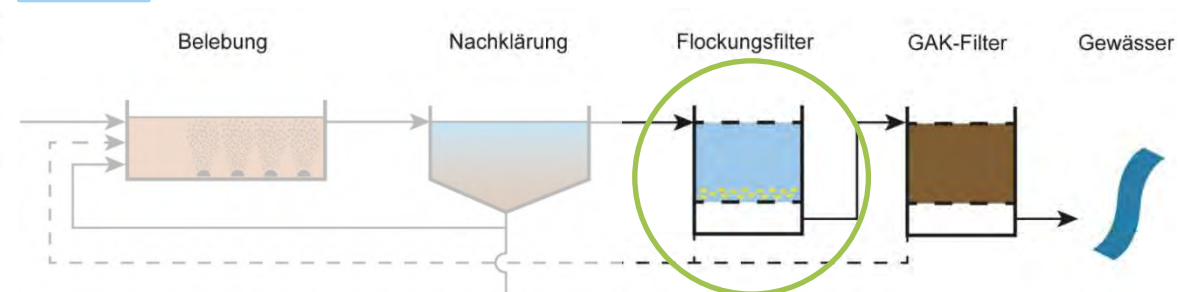 Belebung
Nachklärung
Flockungsfilter
GAK-Filter
Gewässer